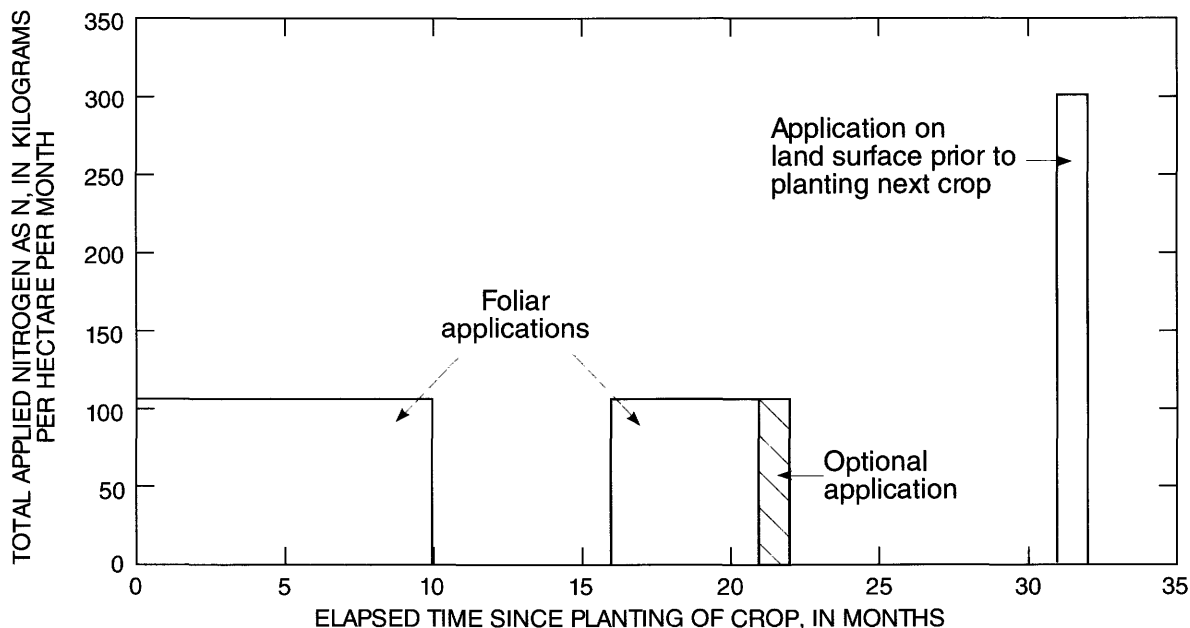 TOTAL APPLIED NITROGEN AS N, IN KILOGRAMS
PER HECTARE PER MONTH
350
300
250
200
150
100
50
0
Application on
land surface prior to
planting next crop
Foliar
applications
Optional
application
0 5 10 15 20 25 30 35
ELAPSED TIME SINCE PLANTING OF CROP, IN MONTHS